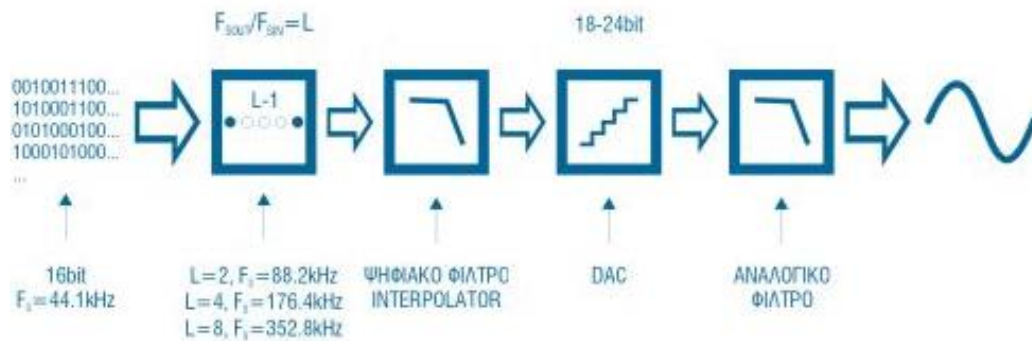 F_SOUT/F_SIN=L
18-24bit
0010011100...
1010001100...
0101000100...
1000101000...
...
L-1
16bit
F_s=44.1kHz
L=2, F_s=88.2kHz
L=4, F_s=176.4kHz
L=8, F_s=352.8kHz
ΨΗΦΙΑΚΟ ΦΙΛΤΡΟ
INTERPOLATOR
DAC
ΑΝΑΛΟΓΙΚΟ
ΦΙΛΤΡΟ